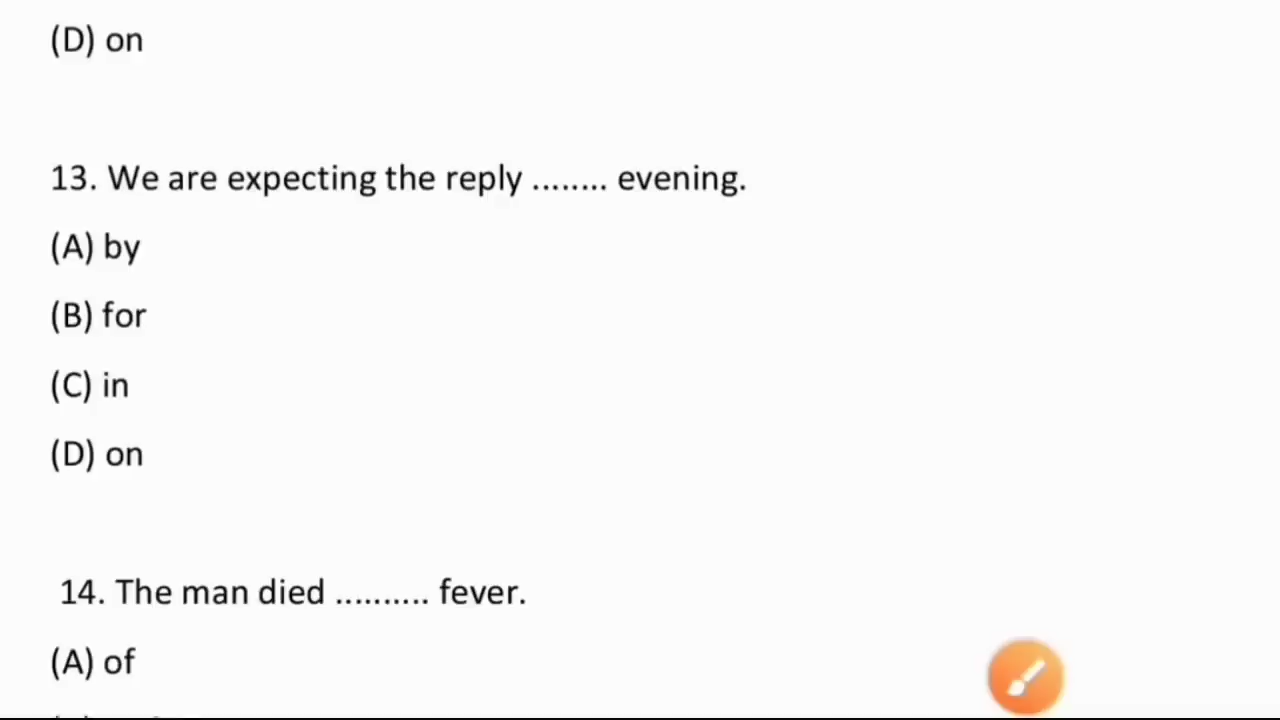 (D) on
13. We are expecting the reply ........ evening.
(A) by
(B) for
(C) in
(D) on
14. The man died .......... fever.
(A) of